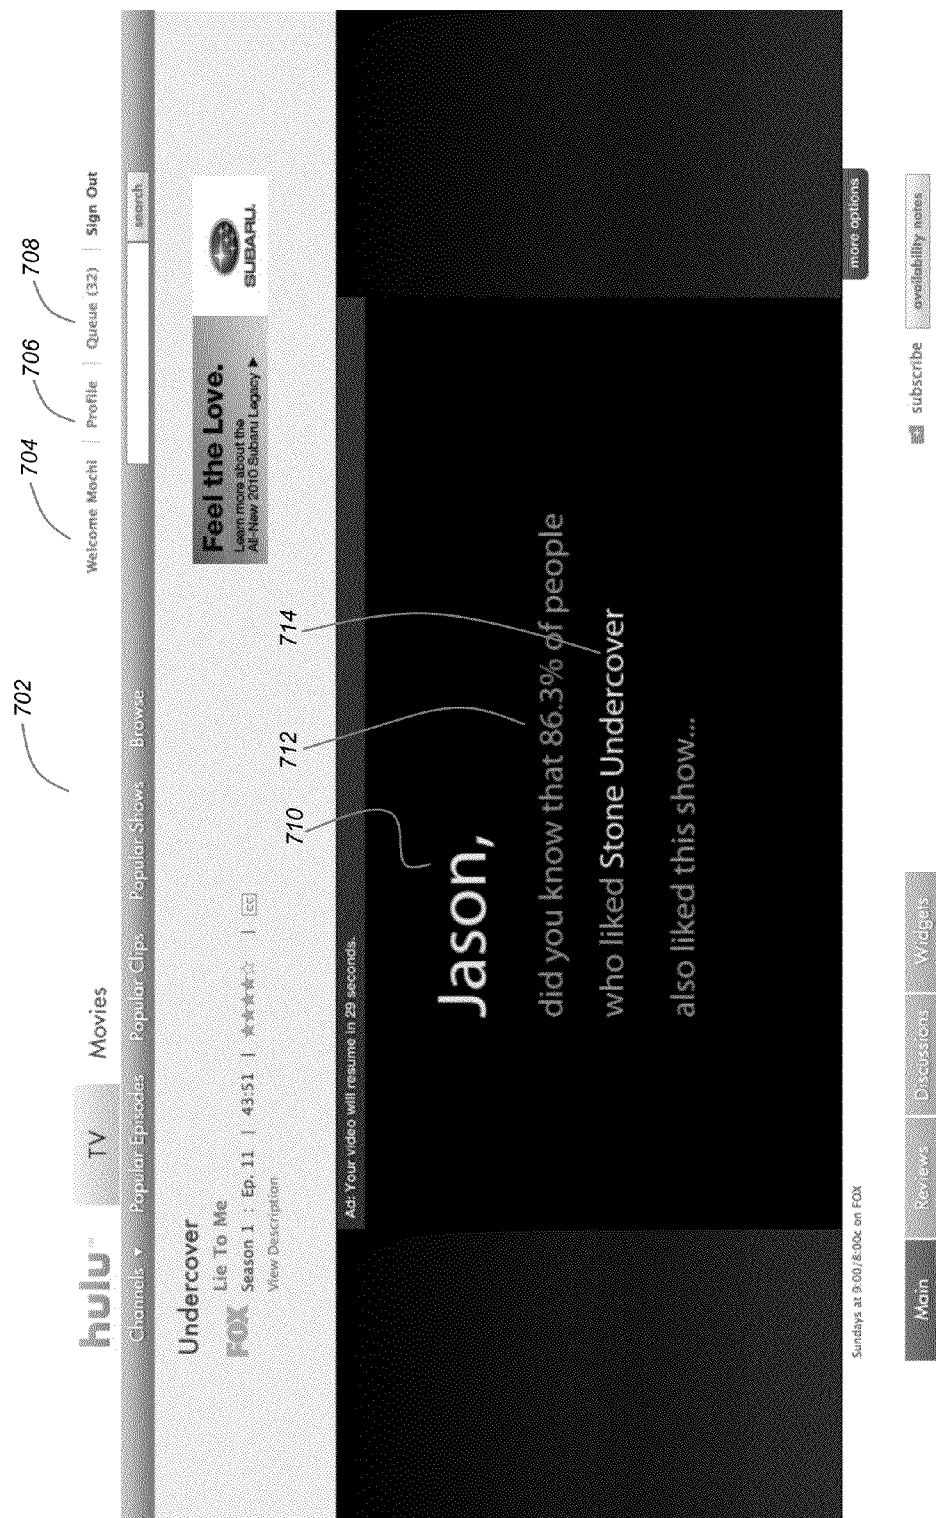 702
704
706
708
hulu™
TV
Movies
Welcome Mochi | Profile | Queue (32) | Sign Out
Channels ▼ Popular Episodes Popular Clips Popular Shows Browse
search
Undercover
FOX
Lie To Me
Season 1 : Ep. 11 | 43:51 | ★★★★☆ | CC
View Description
Feel the Love.
Learn more about the
All-New 2010 Subaru Legacy ▶
SUBARU.
710
712
714
Ad: Your video will resume in 29 seconds.
Jason,
did you know that 86.3% of people
who liked Stone Undercover
also liked this show...
Sundays at 9:00/8:00c on FOX
more options
Main
Reviews
Discussions
Widgets
subscribe
availability notes